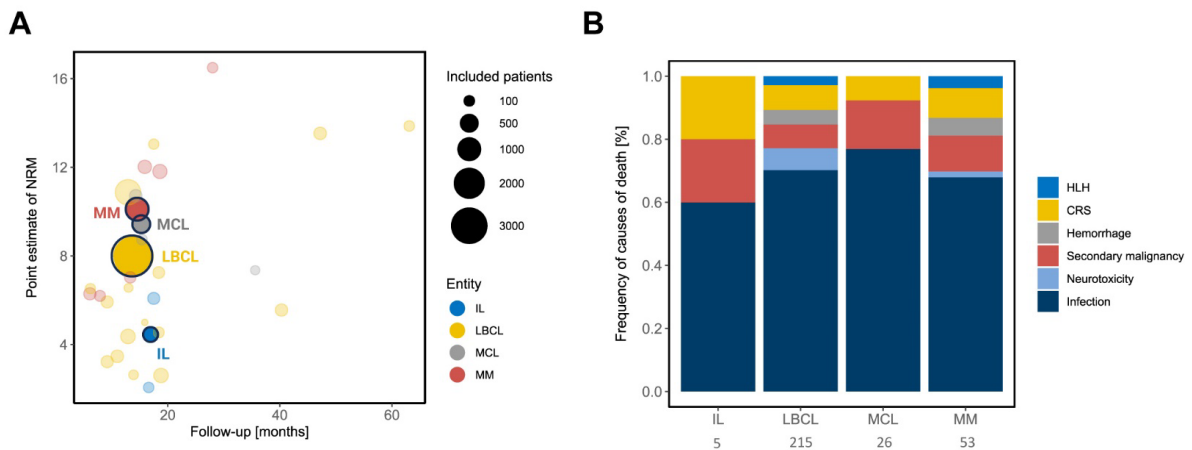 A
Point estimate of NRM
16
12
8
4
MM
MCL
LBCL
IL
20
40
60
Follow-up [months]
Included patients
100
500
1000
2000
3000
Entity
IL
LBCL
MCL
MM
B
Frequency of causes of death [%]
1.0
0.8
0.6
0.4
0.2
0.0
IL
LBCL
MCL
MM
5
215
26
53
HLH
CRS
Hemorrhage
Secondary malignancy
Neurotoxicity
Infection